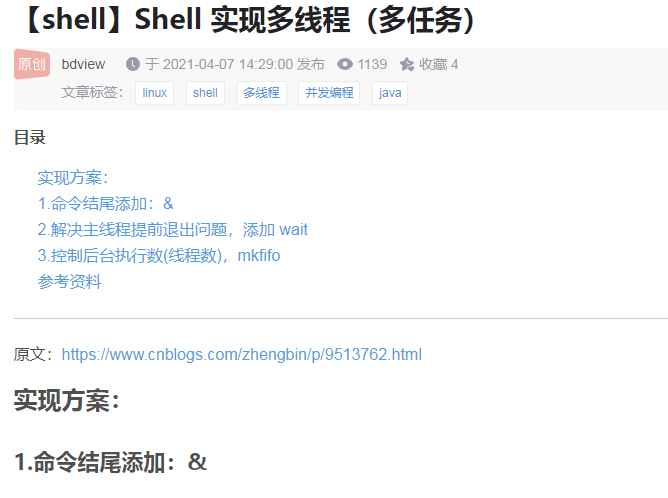 【shell】Shell 实现多线程（多任务）
原创 bdview 于 2021-04-07 14:29:00 发布 1139 收藏 4
文章标签： linux shell 多线程 并发编程 java
目录
实现方案：
1.命令结尾添加：&
2.解决主线程提前退出问题，添加 wait
3.控制后台执行数(线程数)，mkfifo
参考资料
原文：https://www.cnblogs.com/zhengbin/p/9513762.html
实现方案：
1.命令结尾添加：&